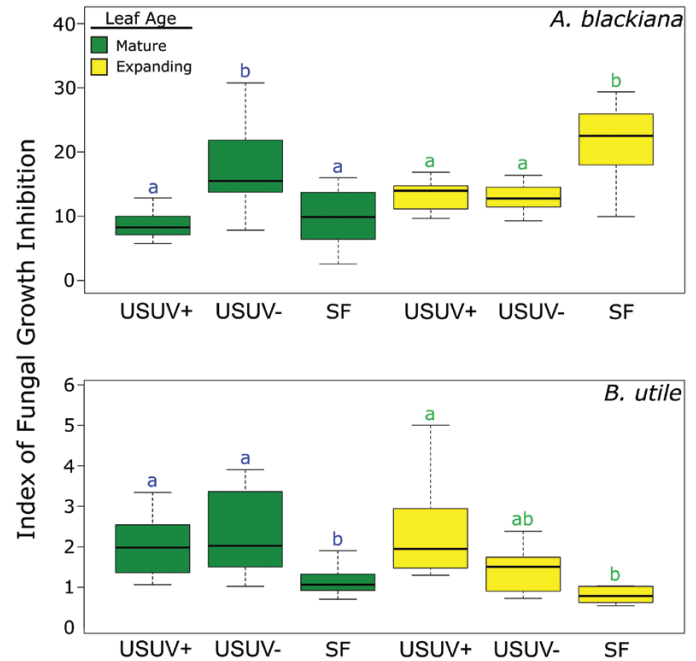 Leaf Age
Mature
Expanding
A. blackiana
40
30
20
10
0
b
a
a
a
a
b
USUV+ USUV- SF USUV+ USUV- SF
Index of Fungal Growth Inhibition
B. utile
6
5
4
3
2
1
0
a
a
b
a
ab
b
USUV+ USUV- SF USUV+ USUV- SF